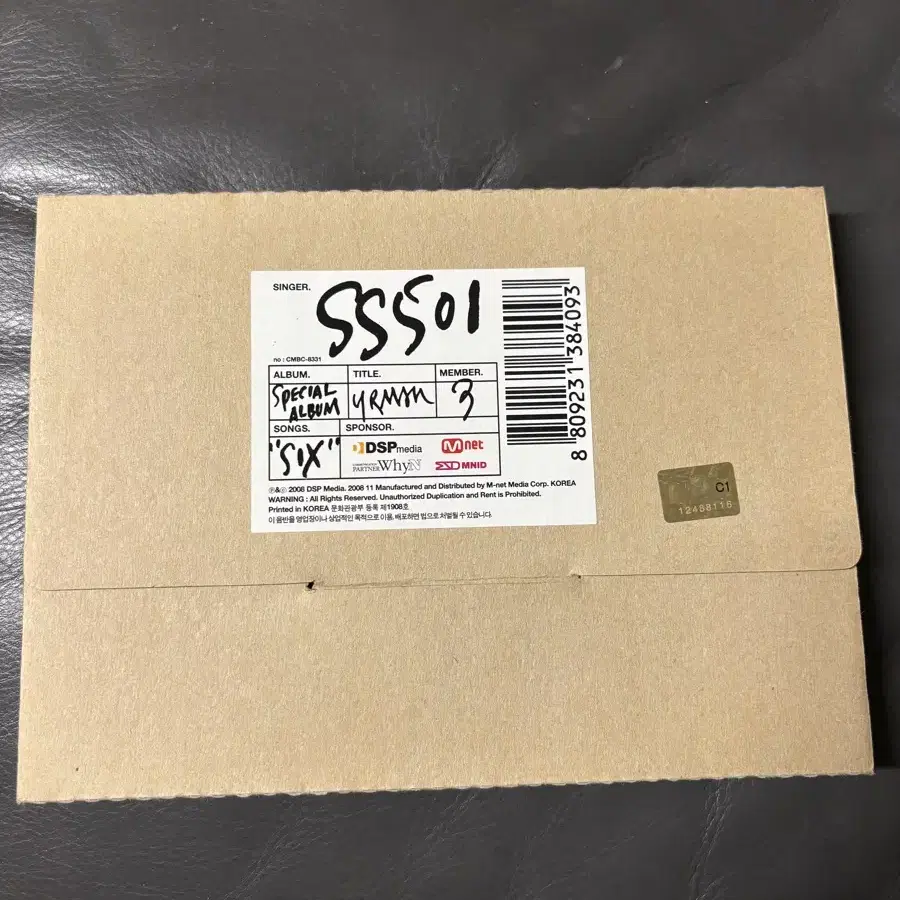 SINGER.
SS501
no : CMBC-8331
ALBUM. TITLE. MEMBER.
SPECIAL ALBUM URMAN 3
SONGS. SPONSOR.
"SIX" DSPmedia Mnet
COMMUNICATION PARTNER WhyN MNID
℗&© 2008 DSP Media. 2008 11 Manufactured and Distributed by M-net Media Corp. KOREA
WARNING : All Rights Reserved. Unauthorized Duplication and Rent is Prohibited.
Printed in KOREA 문화관광부 등록 제1908호
이 음반을 영업장이나 상업적인 목적으로 이용, 배포하면 법으로 처벌될 수 있습니다.
8 809231 384093
C1
12488116